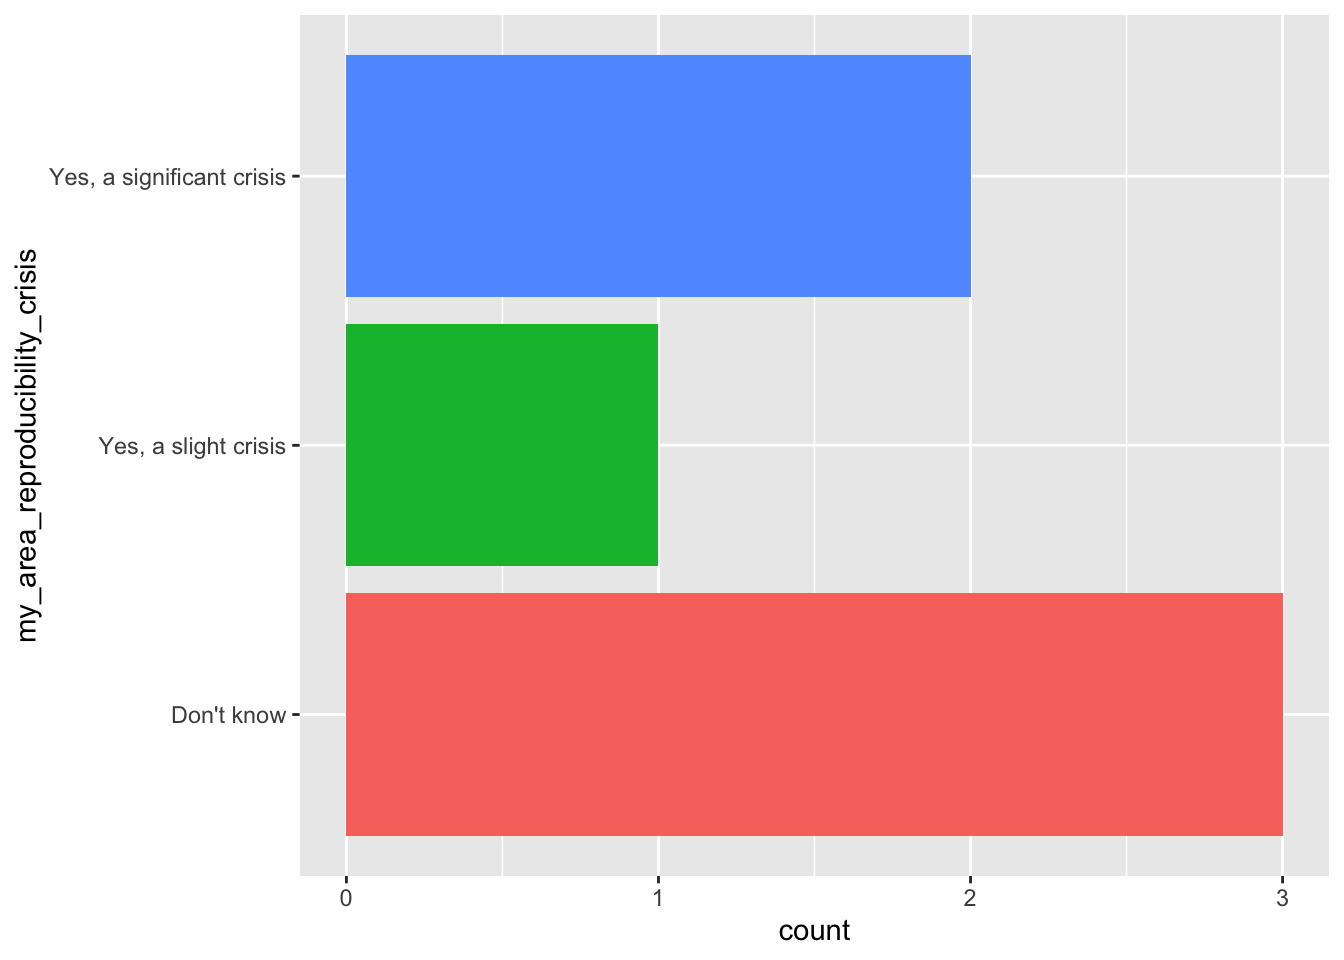 my_area_reproducibility_crisis
Yes, a significant crisis
Yes, a slight crisis
Don't know
0 1 2 3
count